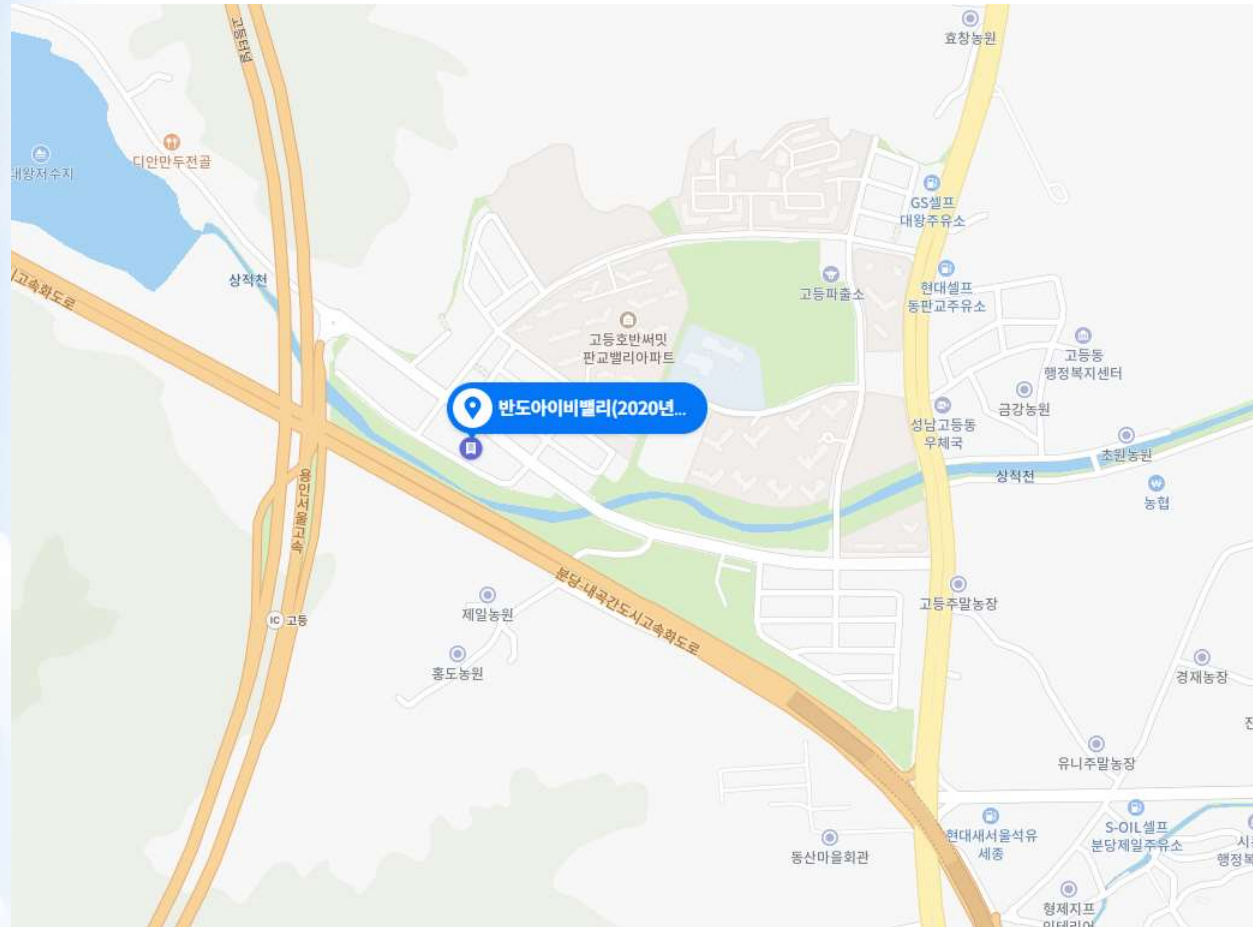 고등터널
효창농원
디안만두전골
대왕저수지
GS셀프
대왕주유소
상적천
고등파출소
현대셀프
동판교주유소
고속화도로
고등호반써밋
판교밸리아파트
고등동
행정복지센터
반도아이비밸리(2020년...
금강농원
성남고등동
우체국
초원농원
상적천
농협
용인서울고속
분당-내곡간도시고속화도로
제일농원
고등주말농장
IC 고등
홍도농원
경재농장
유니주말농장
현대새서울석유
세종
S-OIL셀프
분당제일주유소
동산마을회관
형제지프